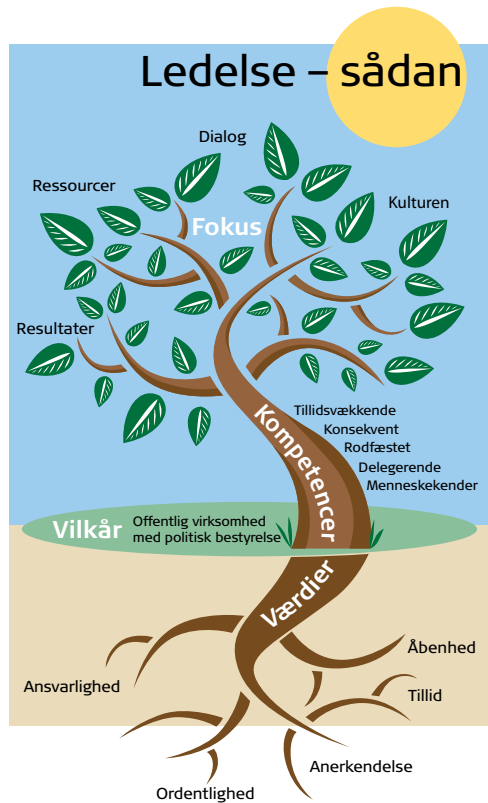 Ledelse – sådan
Dialog
Ressourcer
Kulturen
Fokus
Resultater
Kompetencer
Tillidsvækkende
Konsekvent
Rodfæstet
Delegerende
Menneskekender
Vilkår
Offentlig virksomhed
med politisk bestyrelse
Værdier
Åbenhed
Ansvarlighed
Tillid
Anerkendelse
Ordentlighed